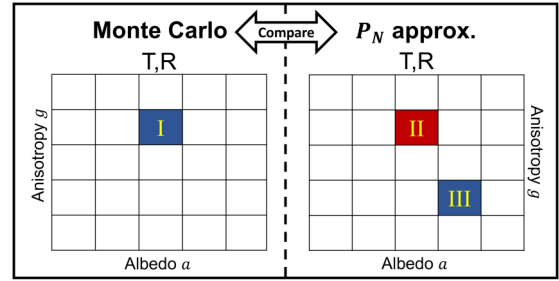 Monte Carlo
Compare
P_N approx.
T,R
T,R
Anisotropy g
I
II
III
Anisotropy g
Albedo a
Albedo a